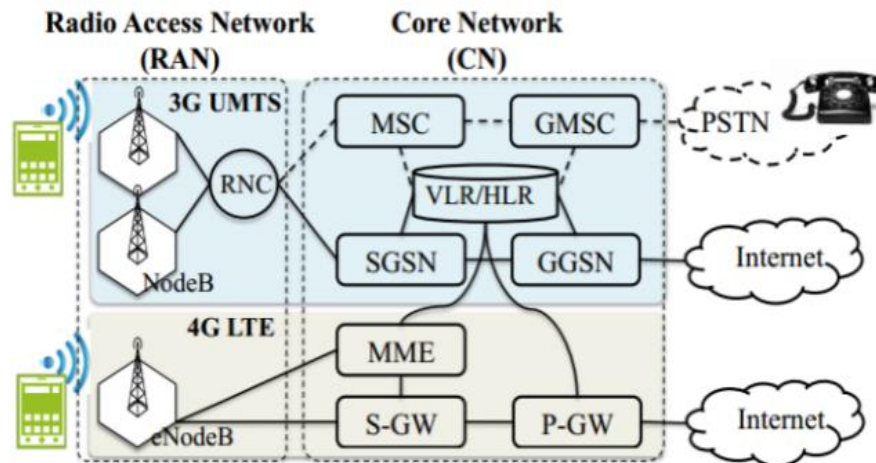 Radio Access Network
(RAN)
Core Network
(CN)
3G UMTS
MSC
GMSC
PSTN
RNC
VLR/HLR
NodeB
SGSN
GGSN
Internet
4G LTE
MME
eNodeB
S-GW
P-GW
Internet